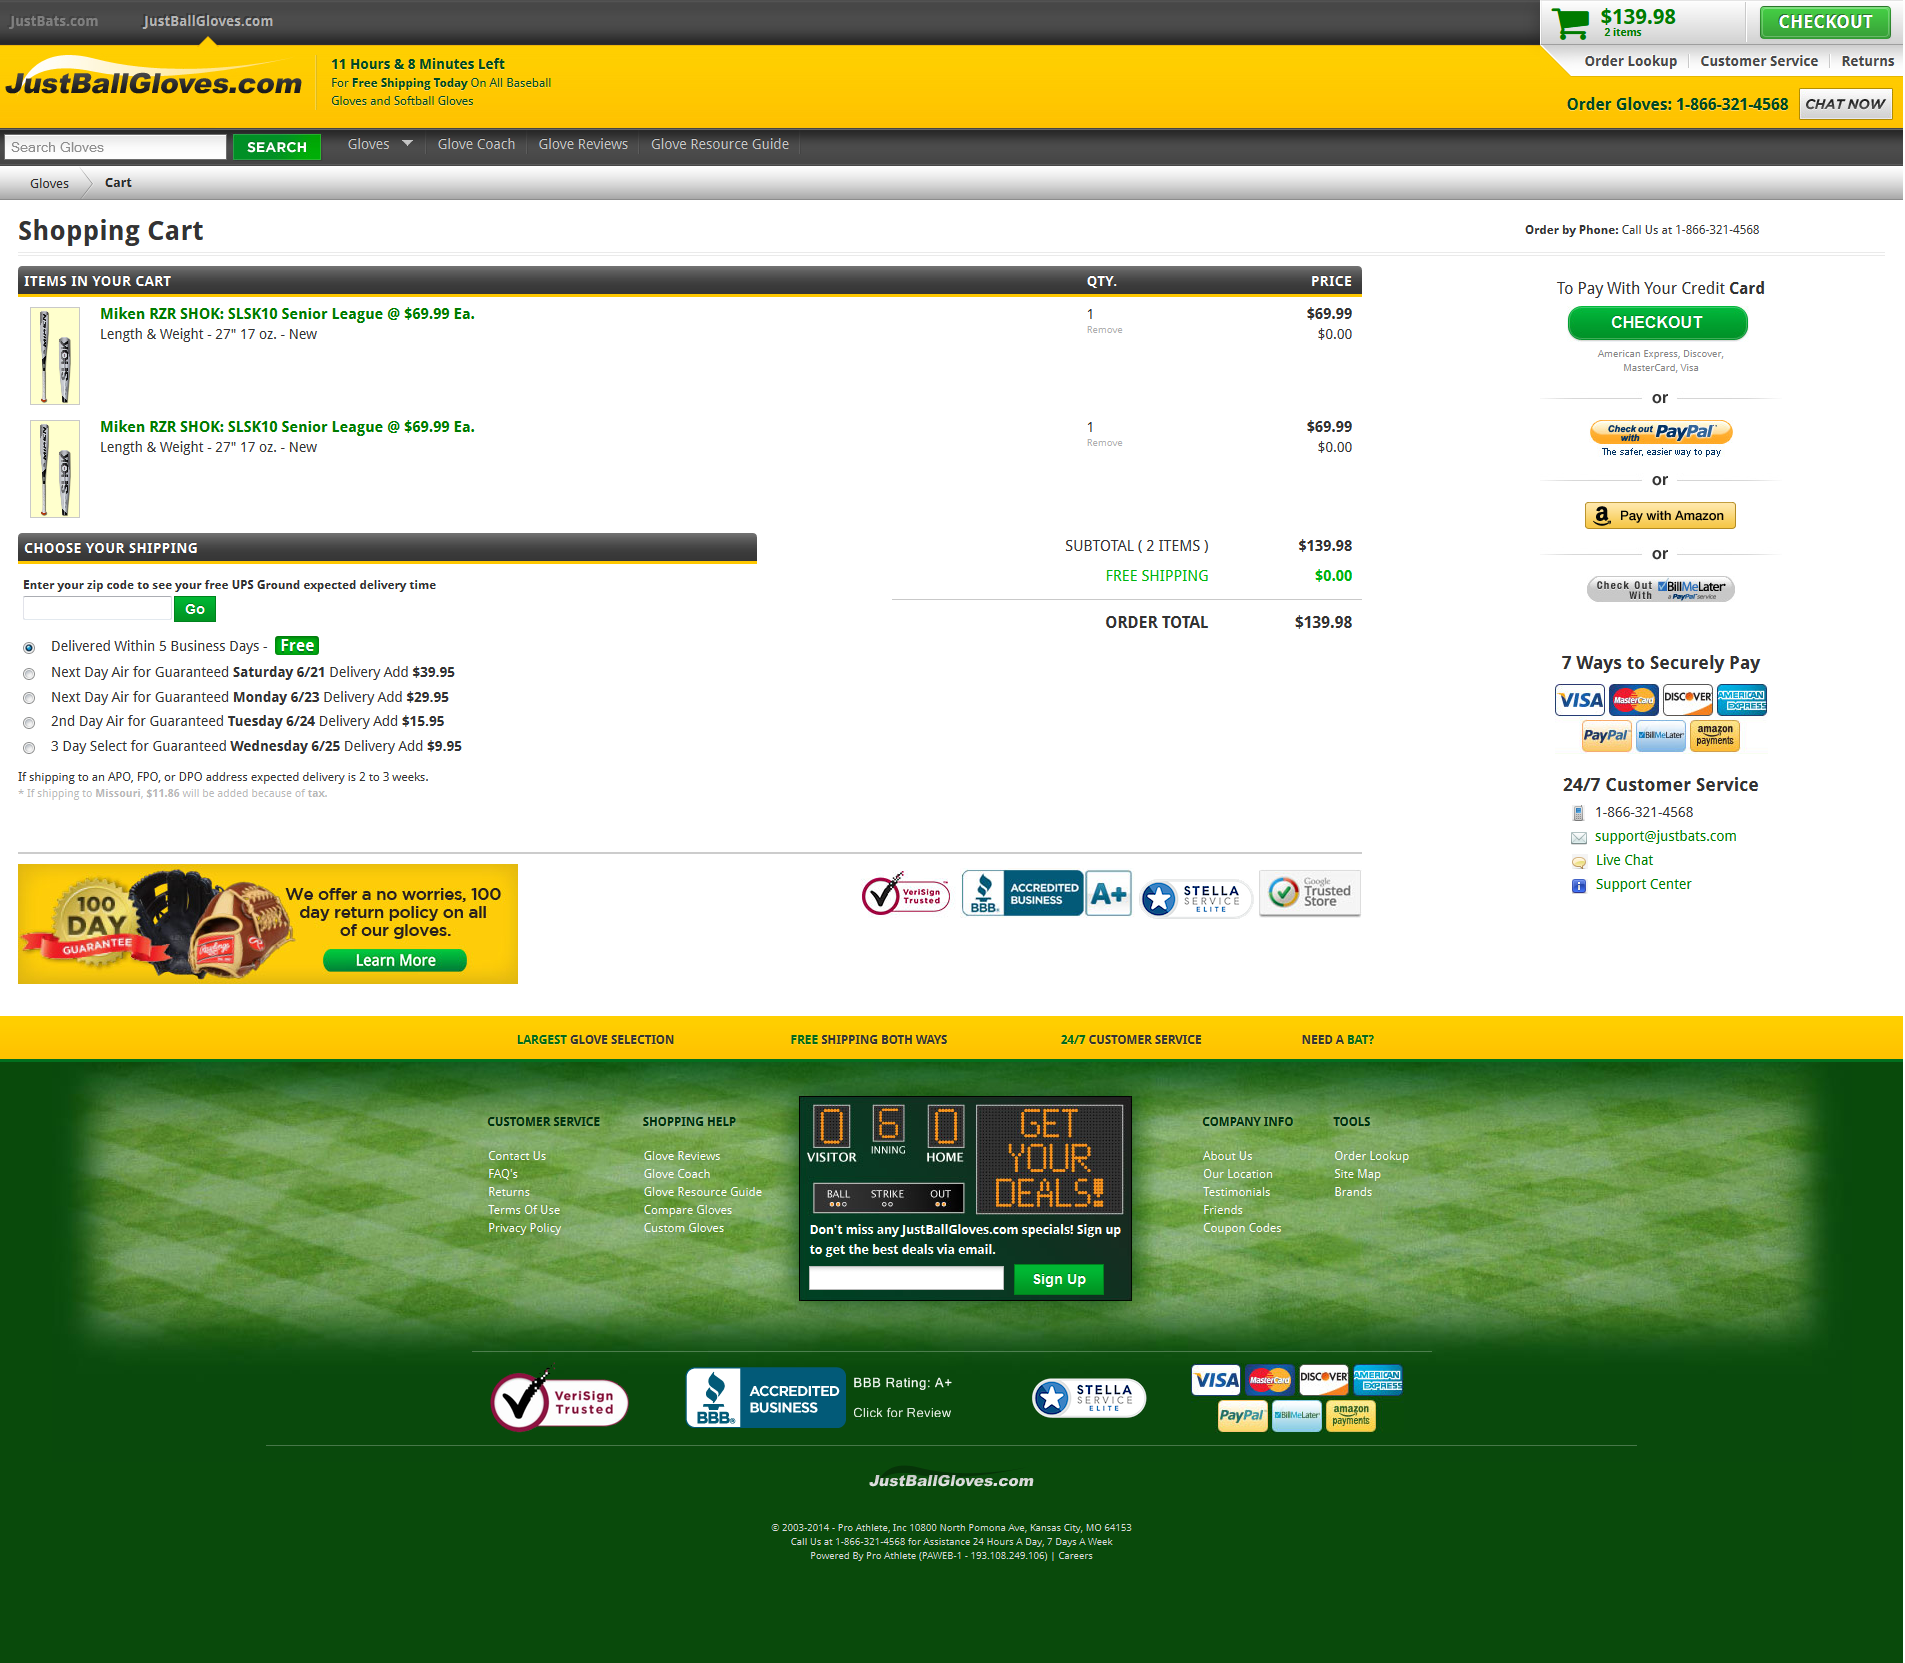 JustBats.com
JustBallGloves.com
$139.98
2 items
CHECKOUT
JustBallGloves.com
11 Hours & 8 Minutes Left
For Free Shipping Today On All Baseball
Gloves and Softball Gloves
Order Lookup
Customer Service
Returns
Order Gloves: 1-866-321-4568
CHAT NOW
Search Gloves
SEARCH
Gloves
Glove Coach
Glove Reviews
Glove Resource Guide
Gloves
Cart
Shopping Cart
Order by Phone: Call Us at 1-866-321-4568
ITEMS IN YOUR CART QTY. PRICE
Miken RZR SHOK: SLSK10 Senior League @ $69.99 Ea. 1 $69.99
Length & Weight - 27" 17 oz. - New Remove $0.00
Miken RZR SHOK: SLSK10 Senior League @ $69.99 Ea. 1 $69.99
Length & Weight - 27" 17 oz. - New Remove $0.00
CHOOSE YOUR SHIPPING
Enter your zip code to see your free UPS Ground expected delivery time
Go
Delivered Within 5 Business Days - Free
Next Day Air for Guaranteed Saturday 6/21 Delivery Add $39.95
Next Day Air for Guaranteed Monday 6/23 Delivery Add $29.95
2nd Day Air for Guaranteed Tuesday 6/24 Delivery Add $15.95
3 Day Select for Guaranteed Wednesday 6/25 Delivery Add $9.95
If shipping to an APO, FPO, or DPO address expected delivery is 2 to 3 weeks.
* If shipping to Missouri, $11.86 will be added because of tax.
SUBTOTAL ( 2 ITEMS ) $139.98
FREE SHIPPING $0.00
ORDER TOTAL $139.98
To Pay With Your Credit Card
CHECKOUT
American Express, Discover,
MasterCard, Visa
or
Check out
with PayPal
The safer, easier way to pay
or
Pay with Amazon
or
Check Out
With
BillMeLater
a PayPal service
7 Ways to Securely Pay
VISA MasterCard DISCOVER AMERICAN EXPRESS
PayPal BillMeLater amazon payments
24/7 Customer Service
1-866-321-4568
support@justbats.com
Live Chat
Support Center
100
DAY
GUARANTEE
Rawlings
We offer a no worries, 100
day return policy on all
of our gloves.
Learn More
VeriSign
Trusted
BBB.
ACCREDITED
BUSINESS
A+
STELLA
SERVICE
ELITE
Google
Trusted
Store
LARGEST GLOVE SELECTION
FREE SHIPPING BOTH WAYS
24/7 CUSTOMER SERVICE
NEED A BAT?
CUSTOMER SERVICE
Contact Us
FAQ's
Returns
Terms Of Use
Privacy Policy
SHOPPING HELP
Glove Reviews
Glove Coach
Glove Resource Guide
Compare Gloves
Custom Gloves
0 6 0
VISITOR INNING HOME
BALL STRIKE OUT
GET
YOUR
DEALS!!
Don't miss any JustBallGloves.com specials! Sign up
to get the best deals via email.
Sign Up
COMPANY INFO
About Us
Our Location
Testimonials
Friends
Coupon Codes
TOOLS
Order Lookup
Site Map
Brands
VeriSign
Trusted
BBB.
ACCREDITED
BUSINESS
BBB Rating: A+
Click for Review
STELLA
SERVICE
ELITE
VISA MasterCard DISCOVER AMERICAN EXPRESS
PayPal BillMeLater amazon payments
JustBallGloves.com
© 2003-2014 - Pro Athlete, Inc 10800 North Pomona Ave, Kansas City, MO 64153
Call Us at 1-866-321-4568 for Assistance 24 Hours A Day, 7 Days A Week
Powered By Pro Athlete (PAWEB-1 - 193.108.249.106) | Careers